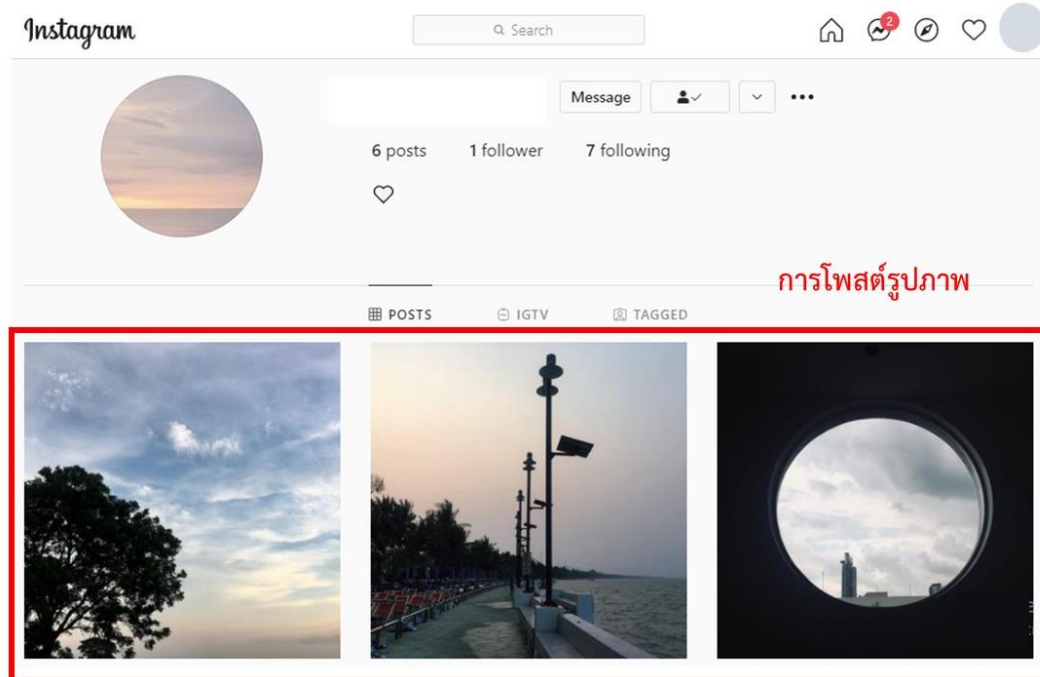 Instagram
Search
2
Message
6 posts 1 follower 7 following
การโพสต์รูปภาพ
POSTS IGTV TAGGED